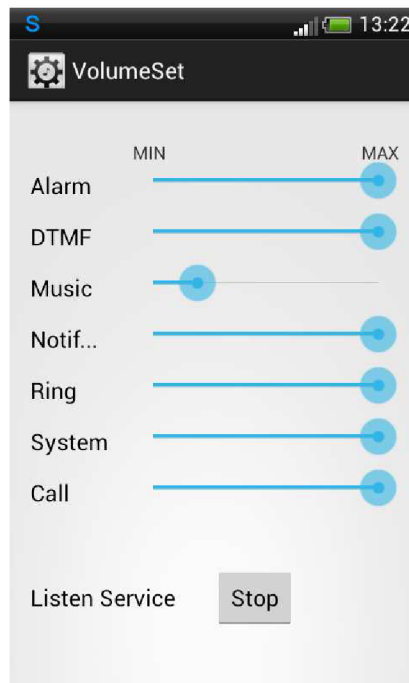 S 13:22
VolumeSet
MIN MAX
Alarm
DTMF
Music
Notif...
Ring
System
Call
Listen Service Stop